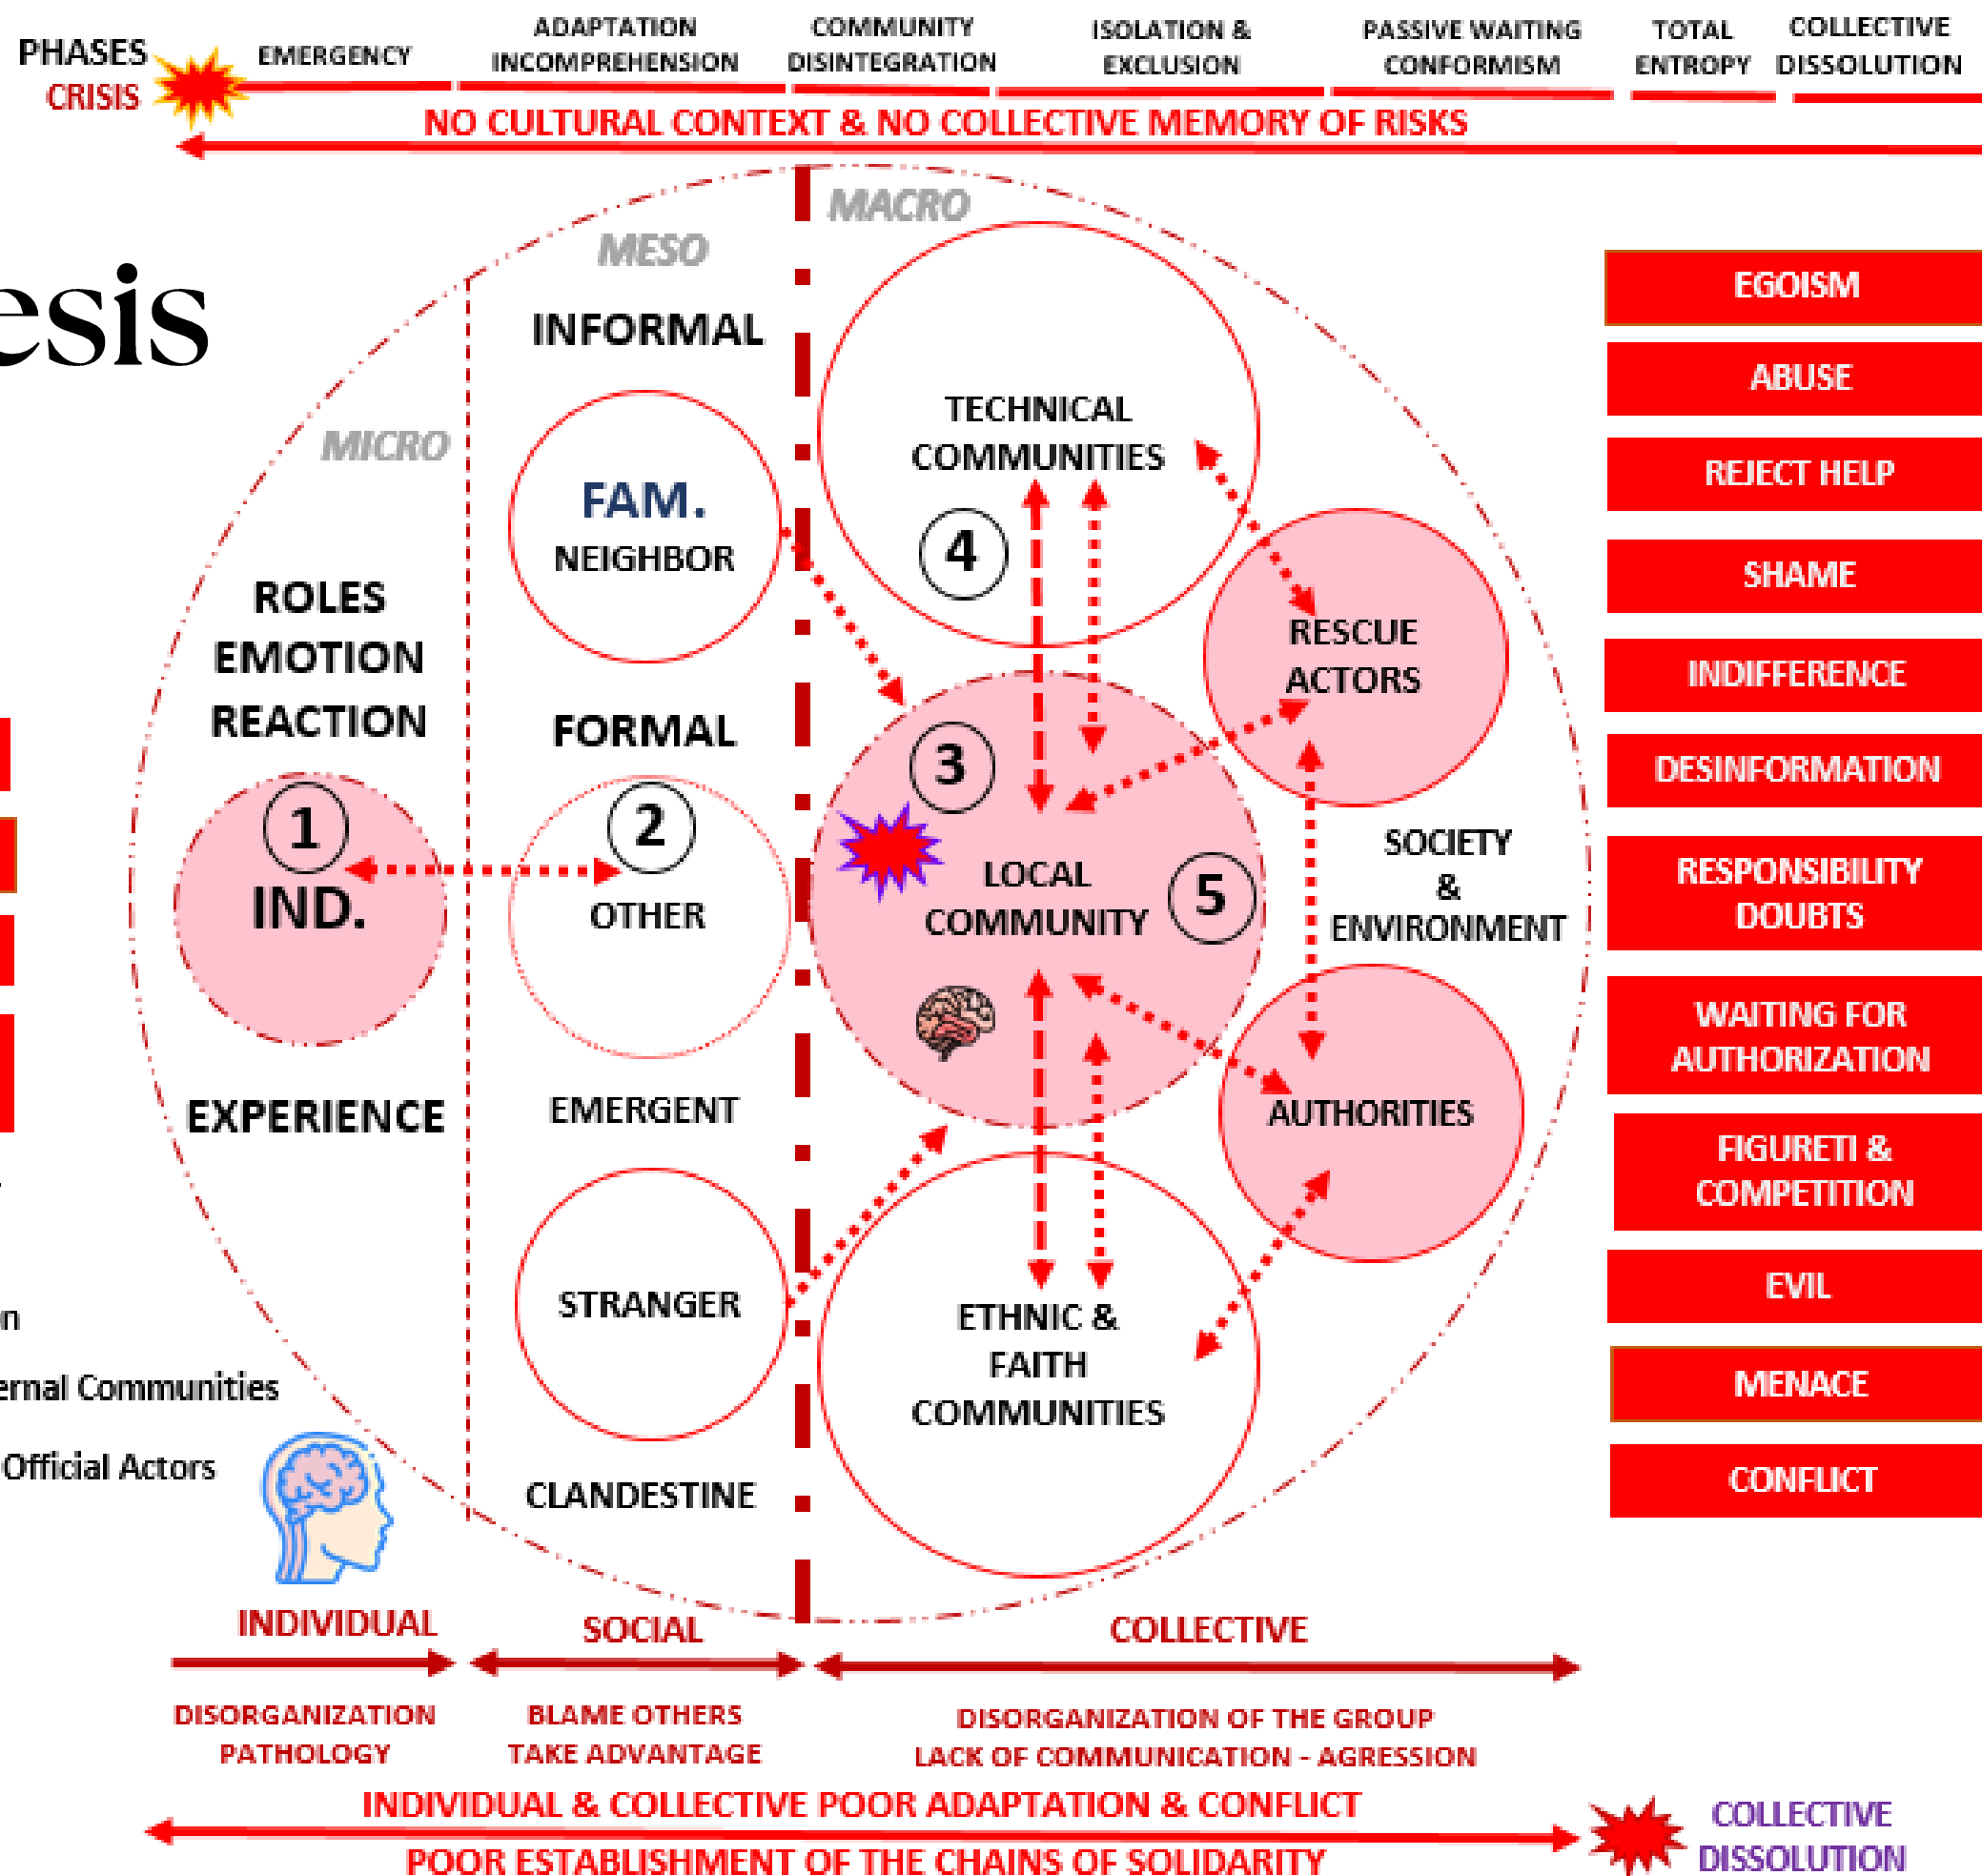 PHASES
CRISIS
EMERGENCY
ADAPTATION
INCOMPREHENSION
COMMUNITY
DISINTEGRATION
ISOLATION &
EXCLUSION
PASSIVE WAITING
CONFORMISM
TOTAL
ENTROPY
COLLECTIVE
DISSOLUTION
NO CULTURAL CONTEXT & NO COLLECTIVE MEMORY OF RISKS
esis
MICRO
MESO
MACRO
ROLES
EMOTION
REACTION
1
IND.
EXPERIENCE
INFORMAL
FAM.
NEIGHBOR
FORMAL
2
OTHER
EMERGENT
STRANGER
CLANDESTINE
TECHNICAL
COMMUNITIES
4
RESCUE
ACTORS
3
LOCAL
COMMUNITY
5
SOCIETY
&
ENVIRONMENT
AUTHORITIES
ETHNIC &
FAITH
COMMUNITIES
EGOISM
ABUSE
REJECT HELP
SHAME
INDIFFERENCE
DESINFORMATION
RESPONSIBILITY
DOUBTS
WAITING FOR
AUTHORIZATION
FIGURETI &
COMPETITION
EVIL
MENACE
CONFLICT
on
ernal Communities
Official Actors
INDIVIDUAL
SOCIAL
COLLECTIVE
DISORGANIZATION
PATHOLOGY
BLAME OTHERS
TAKE ADVANTAGE
DISORGANIZATION OF THE GROUP
LACK OF COMMUNICATION - AGRESSION
INDIVIDUAL & COLLECTIVE POOR ADAPTATION & CONFLICT
POOR ESTABLISHMENT OF THE CHAINS OF SOLIDARITY
COLLECTIVE
DISSOLUTION